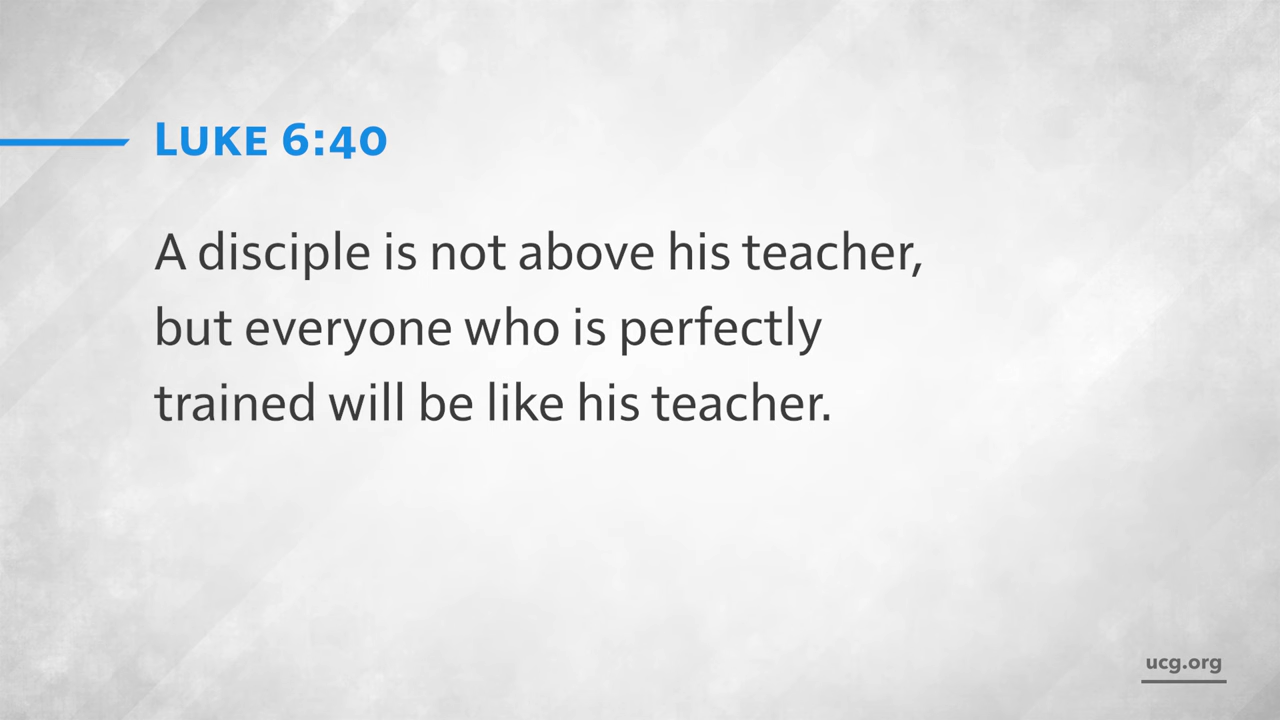 Luke 6:40
A disciple is not above his teacher,
but everyone who is perfectly
trained will be like his teacher.
ucg.org